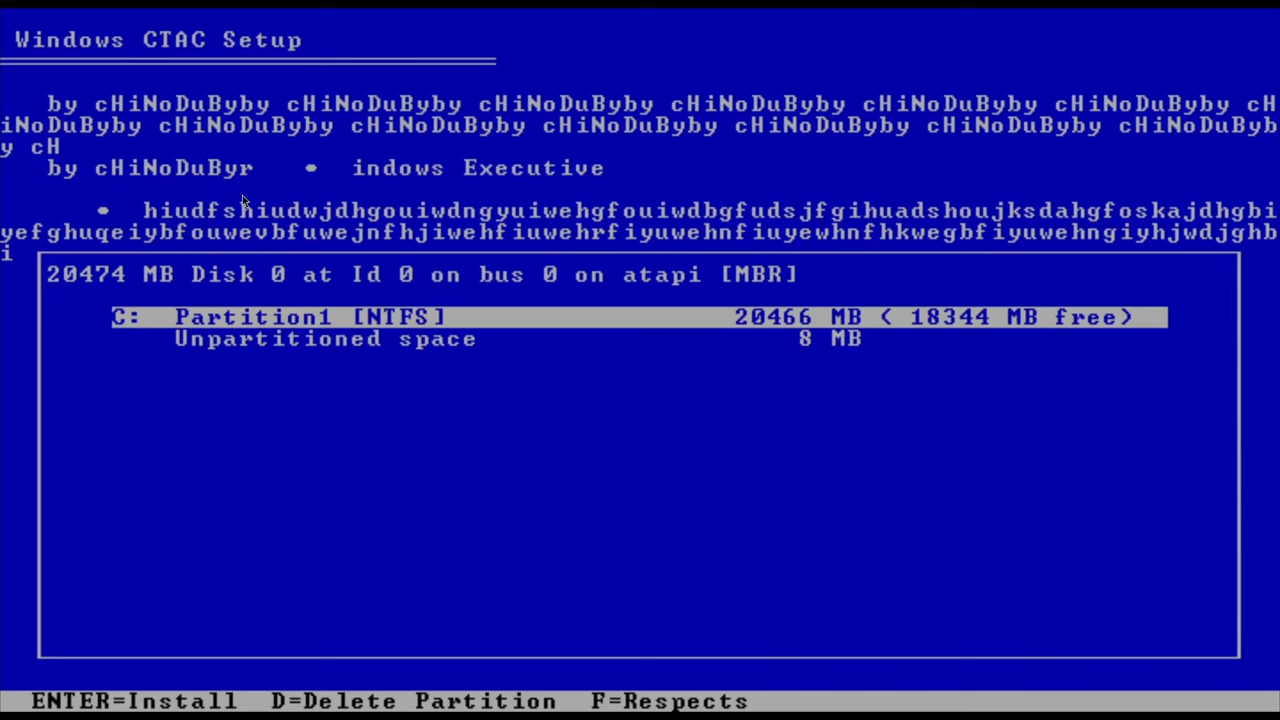 Windows CTAC Setup
by cHiNoDuByby cHiNoDuByby cHiNoDuByby cHiNoDuByby cHiNoDuByby cHiNoDuByby cH
iNoDuByby cHiNoDuByby cHiNoDuByby cHiNoDuByby cHiNoDuByby cHiNoDuByby cHiNoDuByb
y cH
by cHiNoDuByr • indows Executive
• hiudfshiudwjdhgouiwdngyuiwehgfouiwdbgfudsjfgihuadshoujksdahgfoskajdhgbi
yefghuqeiybfouwevbfuwejnfhjiwehfiuwehrfiyuwehnfiuyewhnfhkwegbfiyuwehngiyhjwdjghb
i
20474 MB Disk 0 at Id 0 on bus 0 on atapi [MBR]
C: Partition1 [NTFS] 20466 MB ( 18344 MB free)
Unpartitioned space 8 MB
ENTER=Install D=Delete Partition F=Respects